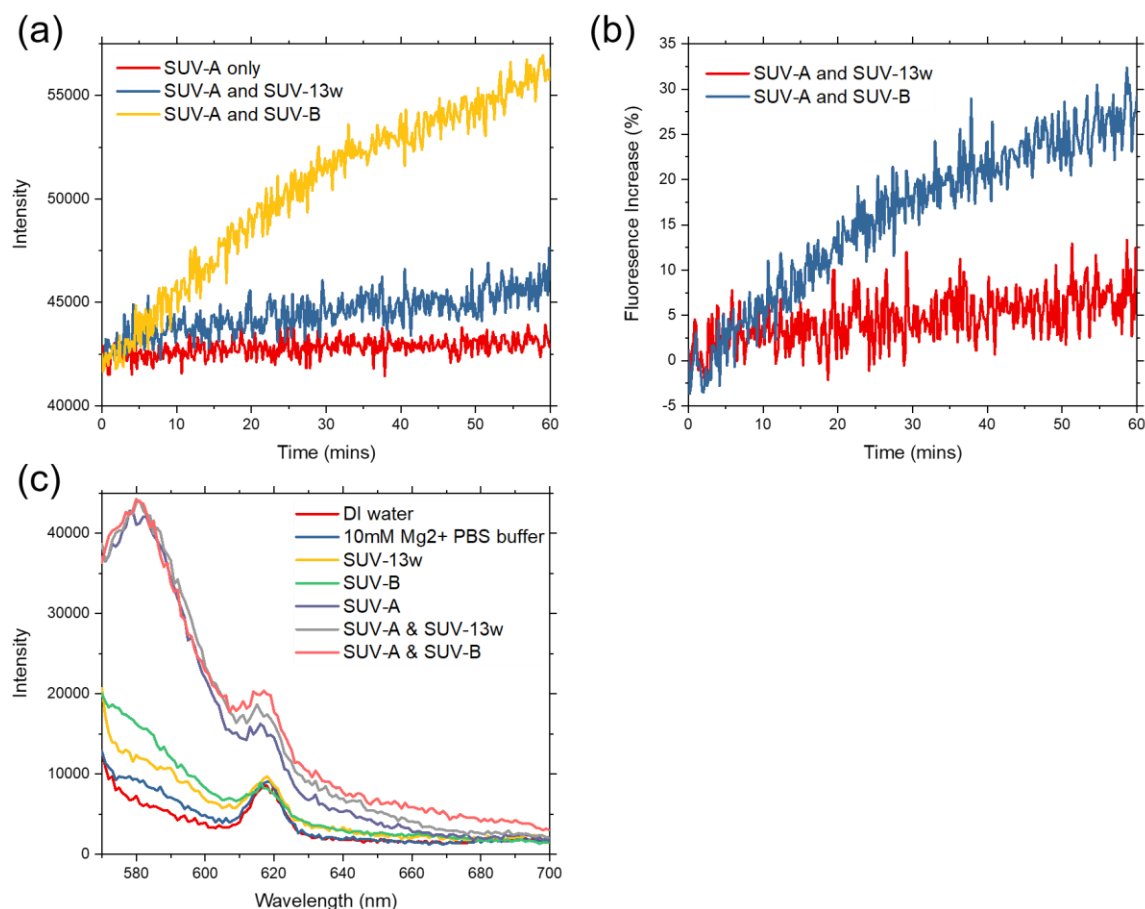 (a)
SUV-A only
SUV-A and SUV-13w
SUV-A and SUV-B
Intensity
55000
50000
45000
40000
0 10 20 30 40 50 60
Time (mins)
(b)
SUV-A and SUV-13w
SUV-A and SUV-B
Fluoresence Increase (%)
35
30
25
20
15
10
5
0
-5
0 10 20 30 40 50 60
Time (mins)
(c)
DI water
10mM Mg2+ PBS buffer
SUV-13w
SUV-B
SUV-A
SUV-A & SUV-13w
SUV-A & SUV-B
Intensity
40000
30000
20000
10000
0
580 600 620 640 660 680 700
Wavelength (nm)